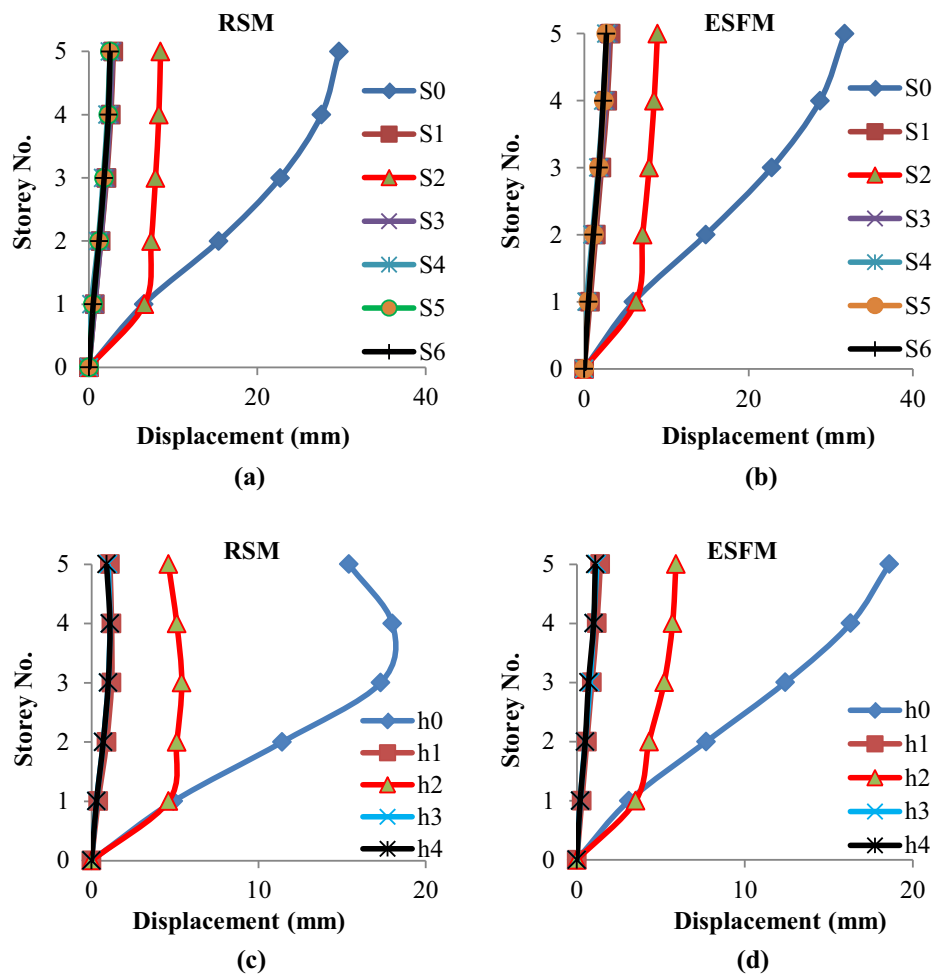 RSM
Storey No.
5
4
3
2
1
0
0 20 40
Displacement (mm)
S0
S1
S2
S3
S4
S5
S6
(a)
ESFM
Storey No.
5
4
3
2
1
0
0 20 40
Displacement (mm)
S0
S1
S2
S3
S4
S5
S6
(b)
RSM
Storey No.
5
4
3
2
1
0
0 10 20
Displacement (mm)
h0
h1
h2
h3
h4
(c)
ESFM
Storey No.
5
4
3
2
1
0
0 10 20
Displacement (mm)
h0
h1
h2
h3
h4
(d)